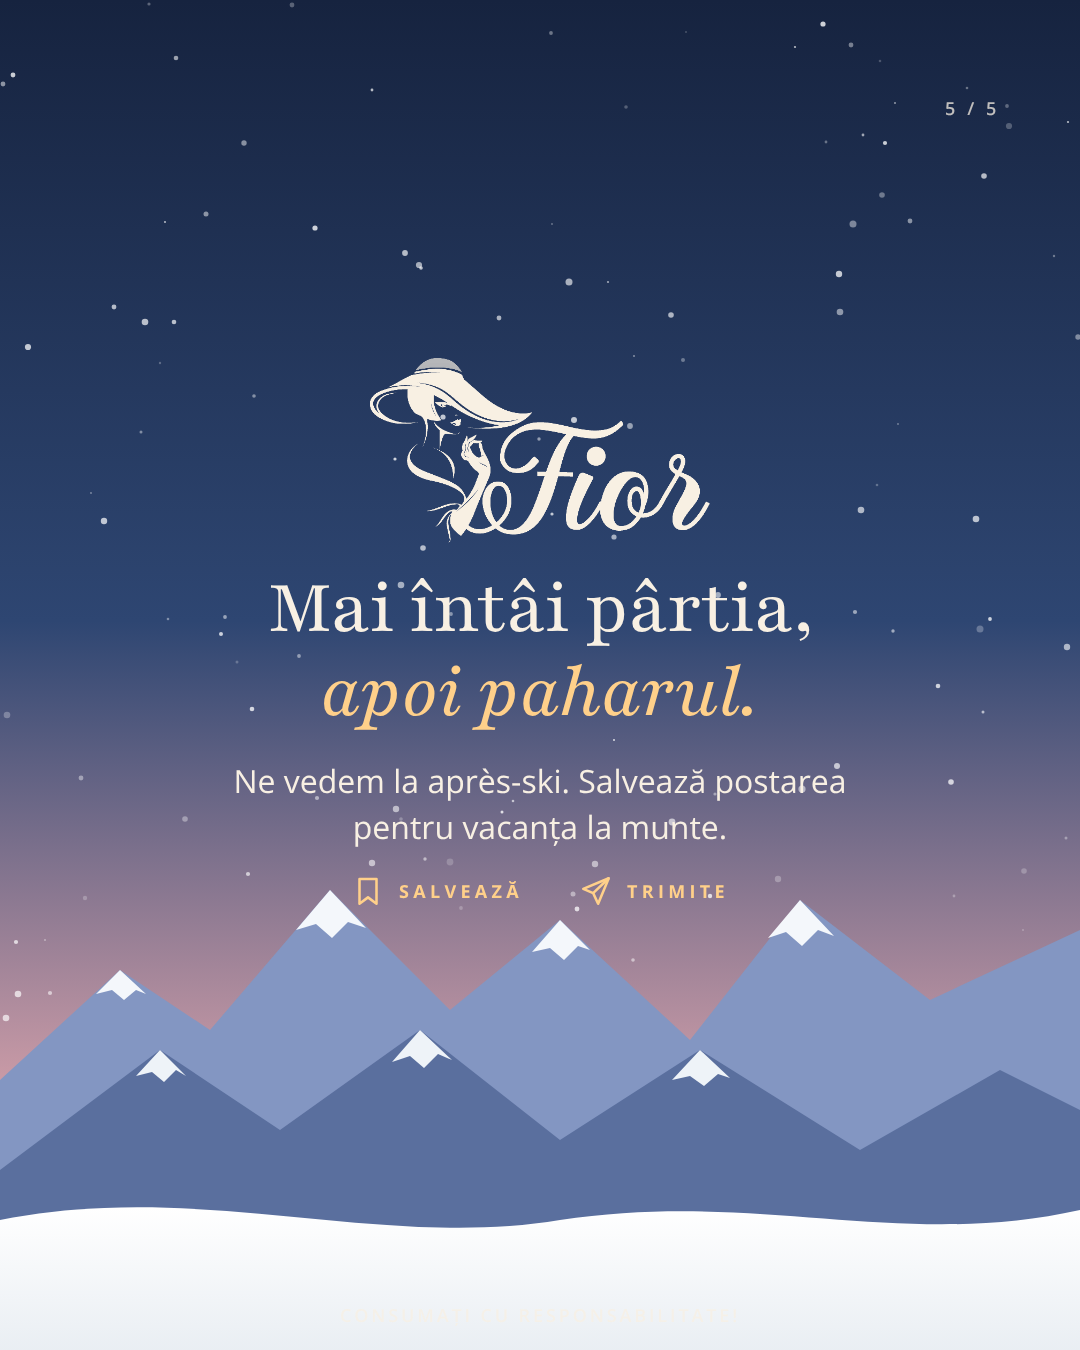 5 / 5
Fior
Mai întâi pârtia,
apoi paharul.
Ne vedem la après-ski. Salvează postarea
pentru vacanța la munte.
SALVEAZĂ TRIMITE